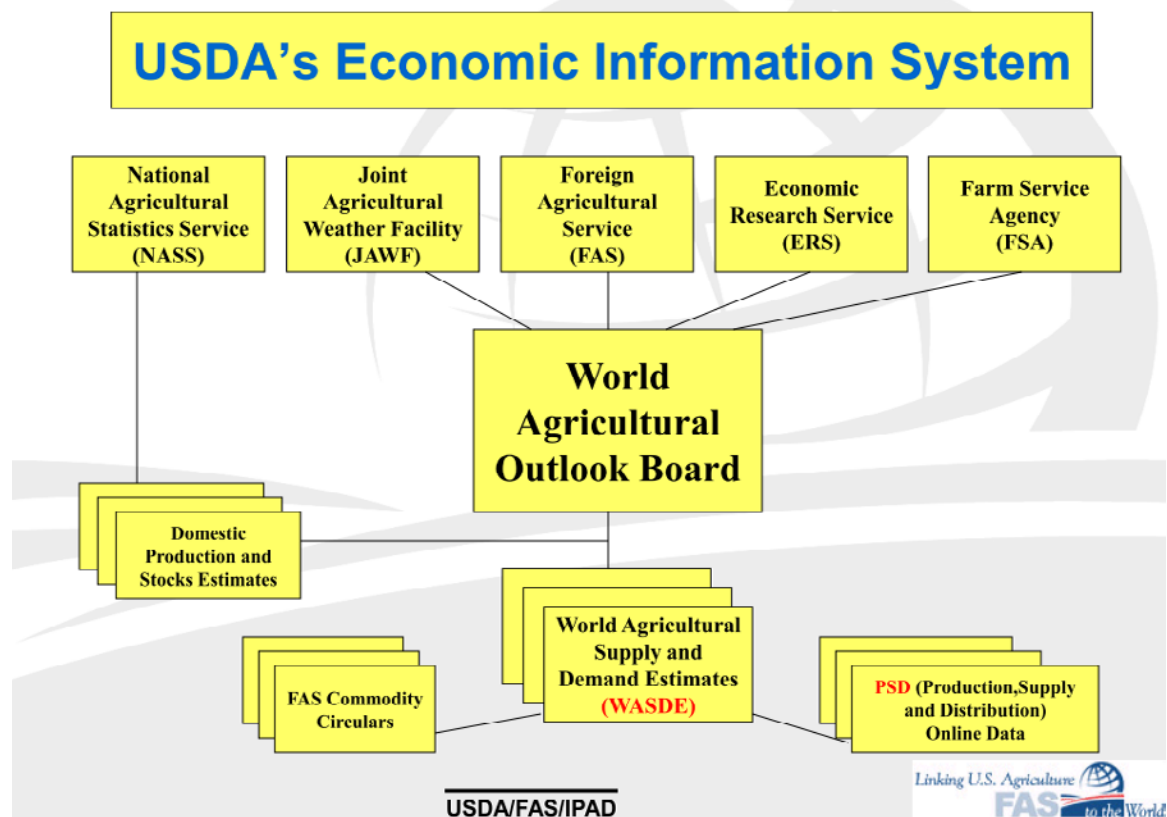 USDA's Economic Information System
National
Agricultural
Statistics Service
(NASS)
Joint
Agricultural
Weather Facility
(JAWF)
Foreign
Agricultural
Service
(FAS)
Economic
Research Service
(ERS)
Farm Service
Agency
(FSA)
World
Agricultural
Outlook Board
Domestic
Production and
Stocks Estimates
World Agricultural
Supply and
Demand Estimates
(WASDE)
FAS Commodity
Circulars
PSD (Production,Supply
and Distribution)
Online Data
USDA/FAS/IPAD
Linking U.S. Agriculture
FAS to the World